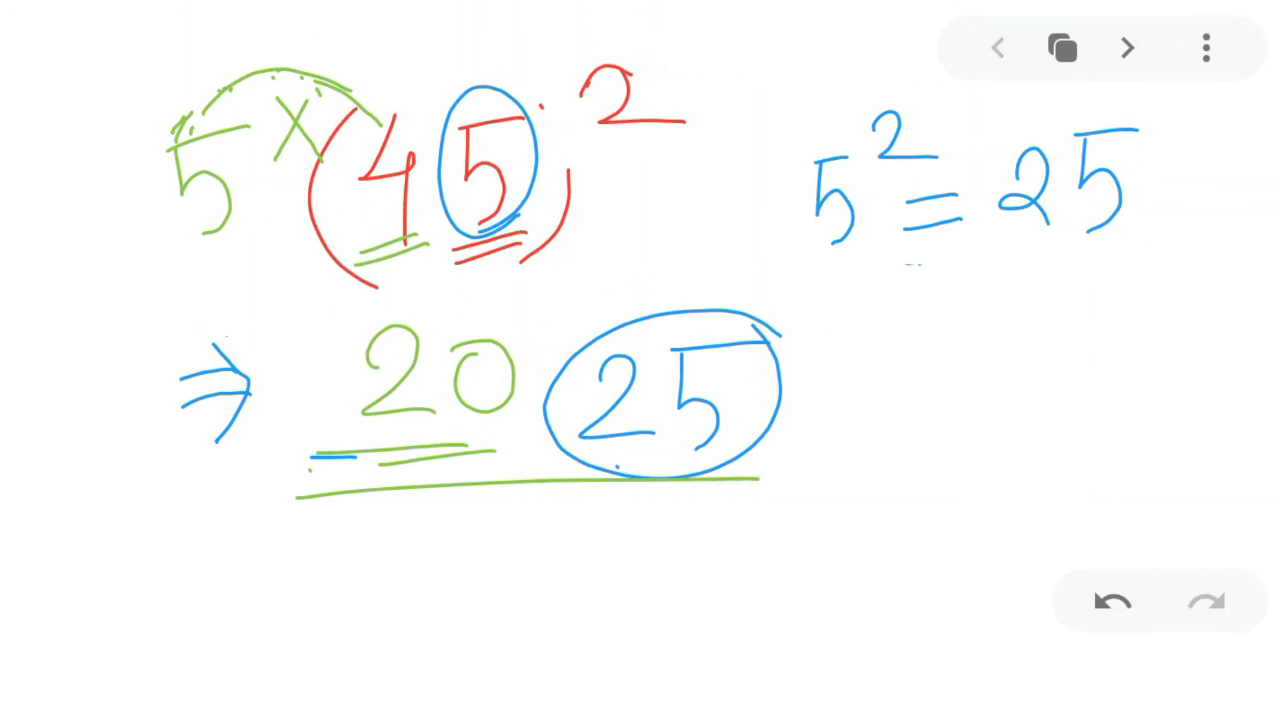 5 × (45)²
5² = 25
⇒ 2025